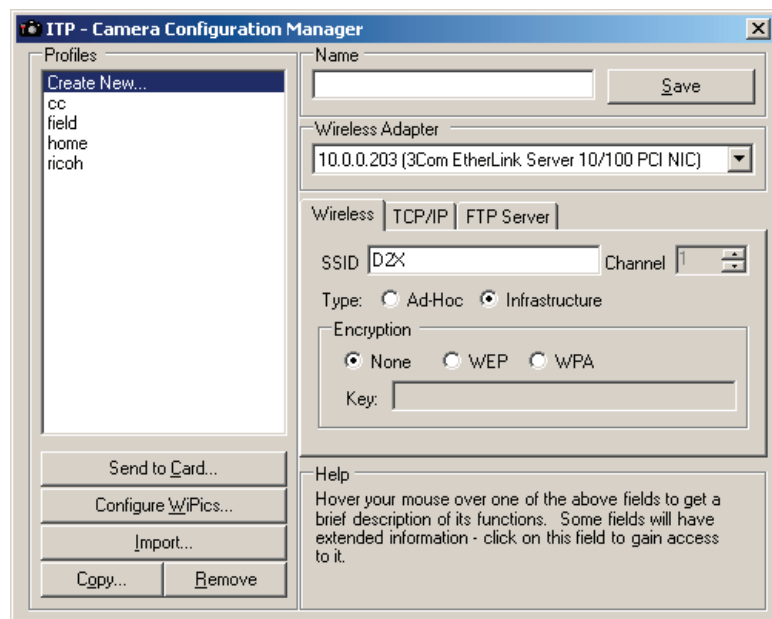 ITP - Camera Configuration Manager
Profiles
Create New...
cc
field
home
ricoh
Send to Card...
Configure WiPics...
Import...
Copy...
Remove
Name
Save
Wireless Adapter
10.0.0.203 (3Com EtherLink Server 10/100 PCI NIC)
Wireless TCP/IP FTP Server
SSID D2X Channel 1
Type: Ad-Hoc Infrastructure
Encryption
None WEP WPA
Key:
Help
Hover your mouse over one of the above fields to get a
brief description of its functions. Some fields will have
extended information - click on this field to gain access
to it.